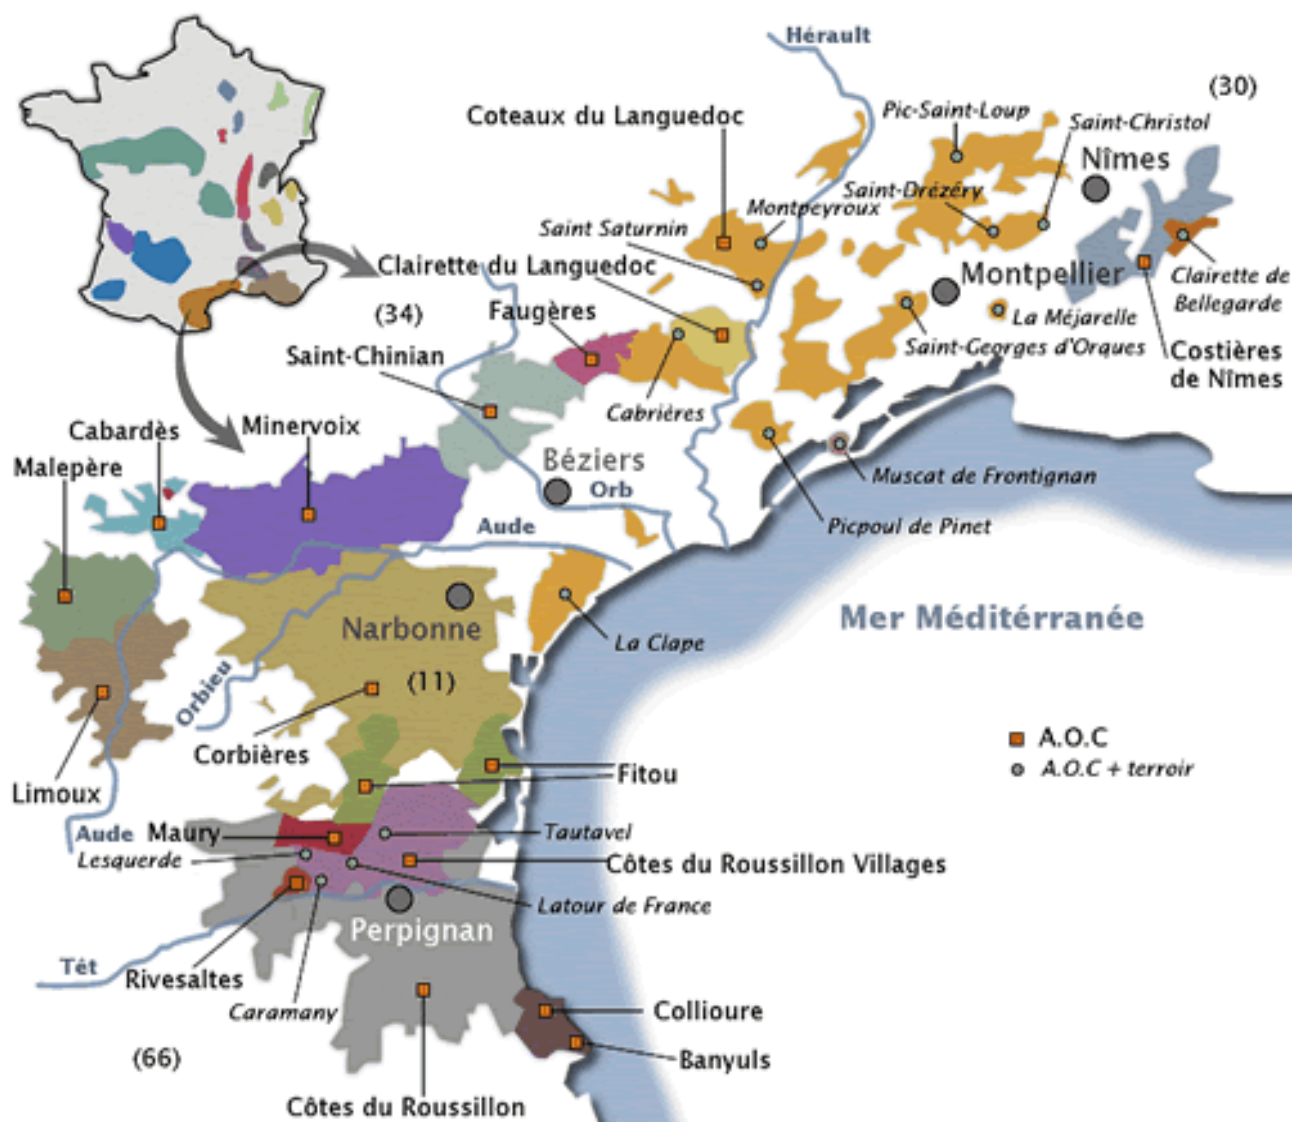 Hérault
(30)
Pic-Saint-Loup
Coteaux du Languedoc
Saint-Christol
Nîmes
Saint-Drézéry
Montpeyroux
Saint Saturnin
Clairette du Languedoc
Montpellier
Clairette de
Bellegarde
(34)
Faugères
La Méjarelle
Saint-Georges d'Orques
Costières
de Nîmes
Saint-Chinian
Cabrières
Cabardès
Minervoix
Malepère
Béziers
Orb
Muscat de Frontignan
Aude
Picpoul de Pinet
Narbonne
Mer Méditérranée
La Clape
(11)
Orbieu
Corbières
A.O.C
Fitou
A.O.C + terroir
Limoux
Aude
Maury
Tautavel
Lesquerde
Côtes du Roussillon Villages
Latour de France
Perpignan
Têt
Rivesaltes
Caramany
Collioure
(66)
Banyuls
Côtes du Roussillon